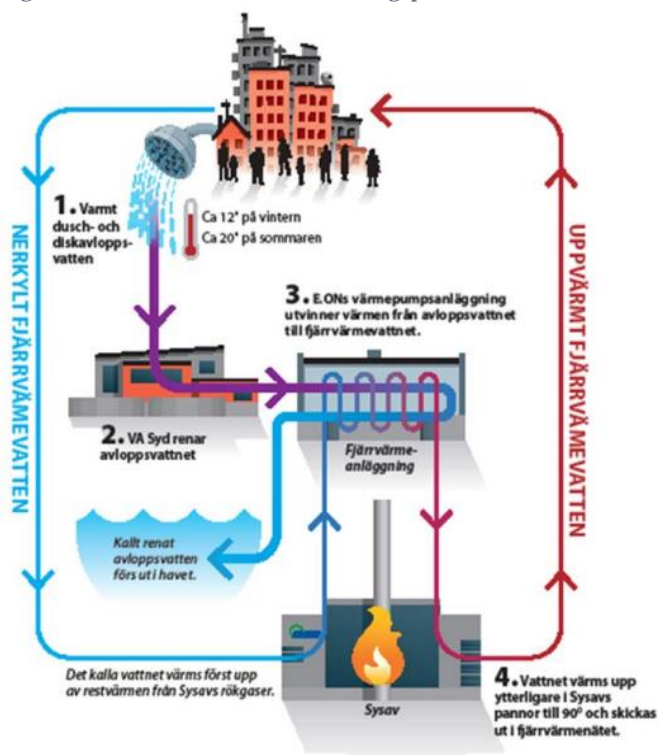 1. Varmt
dusch- och
diskavlopps-
vatten
Ca 12° på vintern
Ca 20° på sommaren
NERKYLT FJÄRRVÄMEVATTEN
UPPVÄRMT FJÄRRVÄMEVATTEN
3. E.ONs värmepumpsanläggning
utvinner värmen från avloppsvattnet
till fjärrvärmevattnet.
2. VA Syd renar
avloppsvattnet
Fjärrvärme-
anläggning
Kallt renat
avloppsvatten
förs ut i havet.
Det kalla vattnet värms först upp
av restvärmen från Sysavs rökgaser.
Sysav
4. Vattnet värms upp
ytterligare i Sysavs
pannor till 90° och skickas
ut i fjärrvärmenätet.